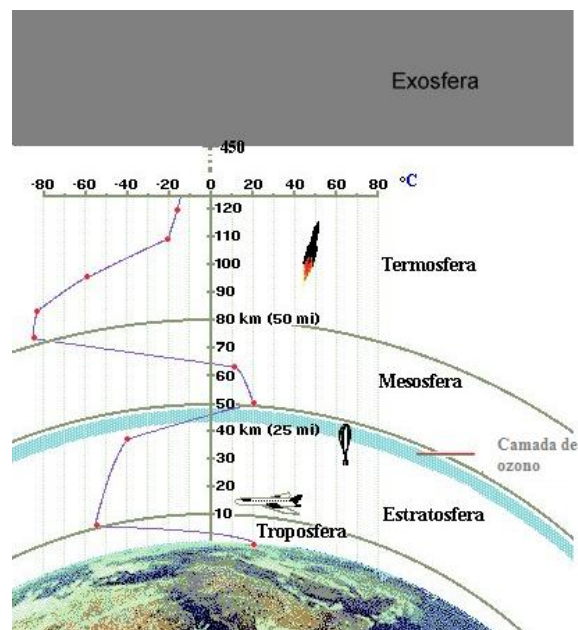 Exosfera
450
-80 -60 -40 -20 0 20 40 60 80 °C
120
110
100
Termosfera
90
80 km (50 mi)
70
Mesosfera
60
50
40 km (25 mi)
Camada de
ozono
30
20
Estratosfera
10
Troposfera